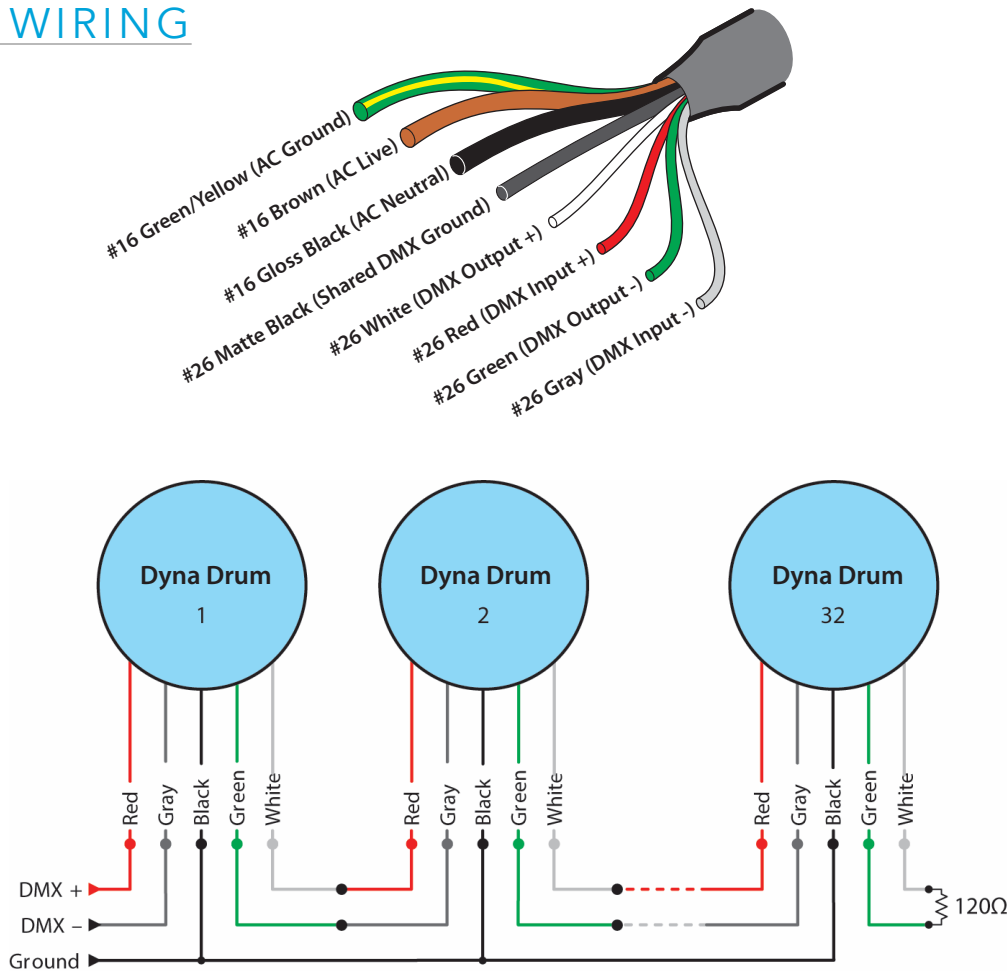 WIRING
#16 Green/Yellow (AC Ground)
#16 Brown (AC Live)
#16 Gloss Black (AC Neutral)
#26 Matte Black (Shared DMX Ground)
#26 White (DMX Output +)
#26 Red (DMX Input +)
#26 Green (DMX Output -)
#26 Gray (DMX Input -)
Dyna Drum
1
Dyna Drum
2
Dyna Drum
32
Red
Gray
Black
Green
White
Red
Gray
Black
Green
White
Red
Gray
Black
Green
White
DMX +
DMX –
Ground
120Ω